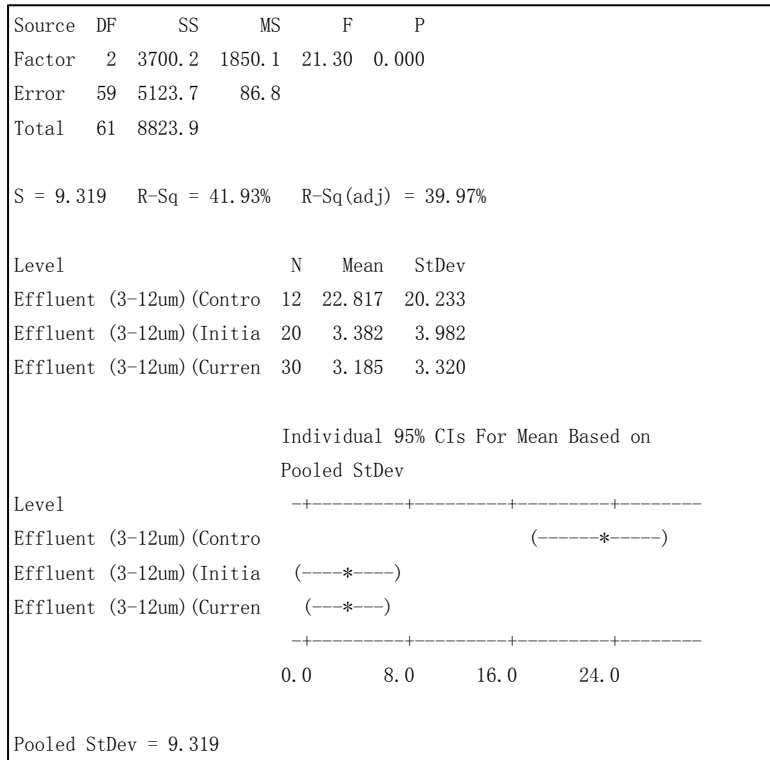 Source  DF      SS      MS      F      P
Factor   2  3700.2  1850.1  21.30  0.000
Error   59  5123.7    86.8
Total   61  8823.9
S = 9.319   R-Sq = 41.93%   R-Sq(adj) = 39.97%
Level                       N    Mean   StDev
Effluent (3-12um)(Contro  12  22.817  20.233
Effluent (3-12um)(Initia  20   3.382   3.982
Effluent (3-12um)(Curren  30   3.185   3.320
Individual 95% CIs For Mean Based on
Pooled StDev
Level                       -+---------+---------+---------+--------
Effluent (3-12um)(Contro                            (------*-----)
Effluent (3-12um)(Initia    (----*----)
Effluent (3-12um)(Curren     (---*---)
-+---------+---------+---------+--------
0.0       8.0      16.0      24.0
Pooled StDev = 9.319